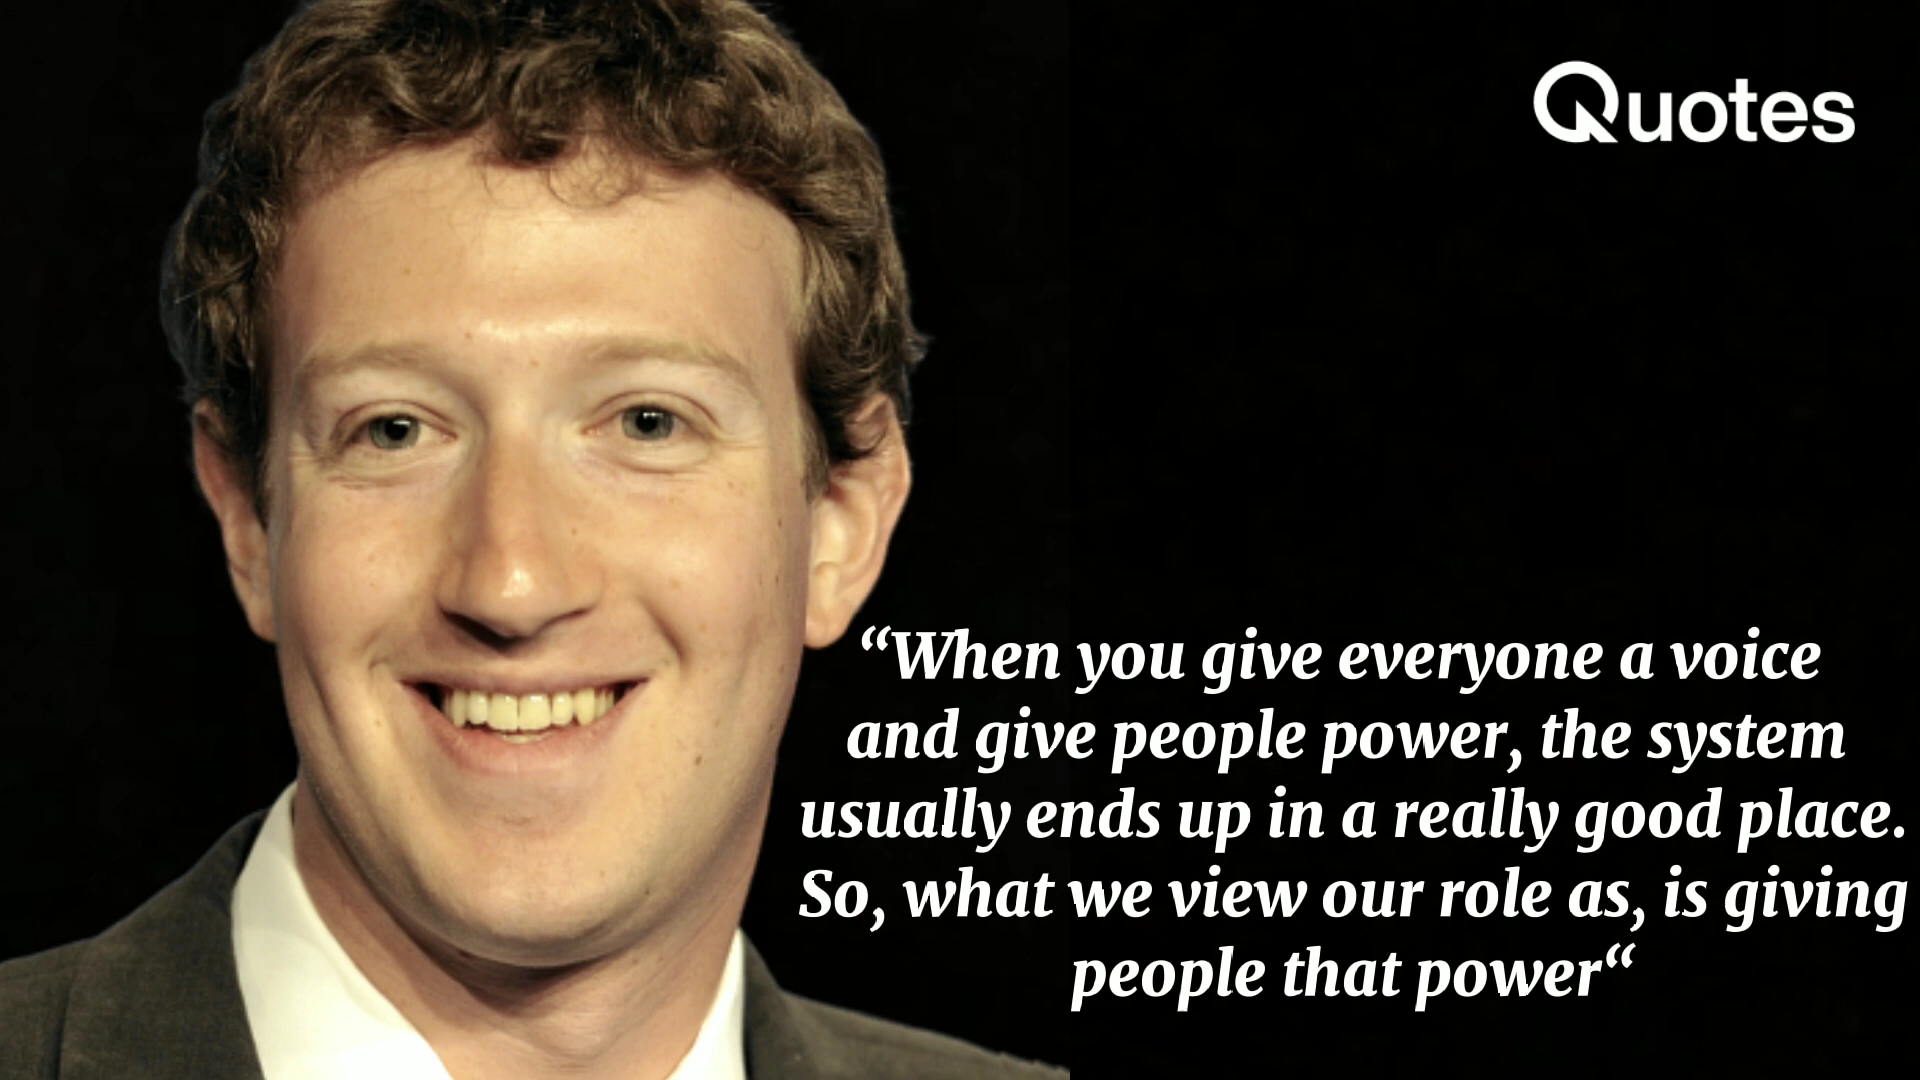 Quotes
“When you give everyone a voice
and give people power, the system
usually ends up in a really good place.
So, what we view our role as, is giving
people that power“